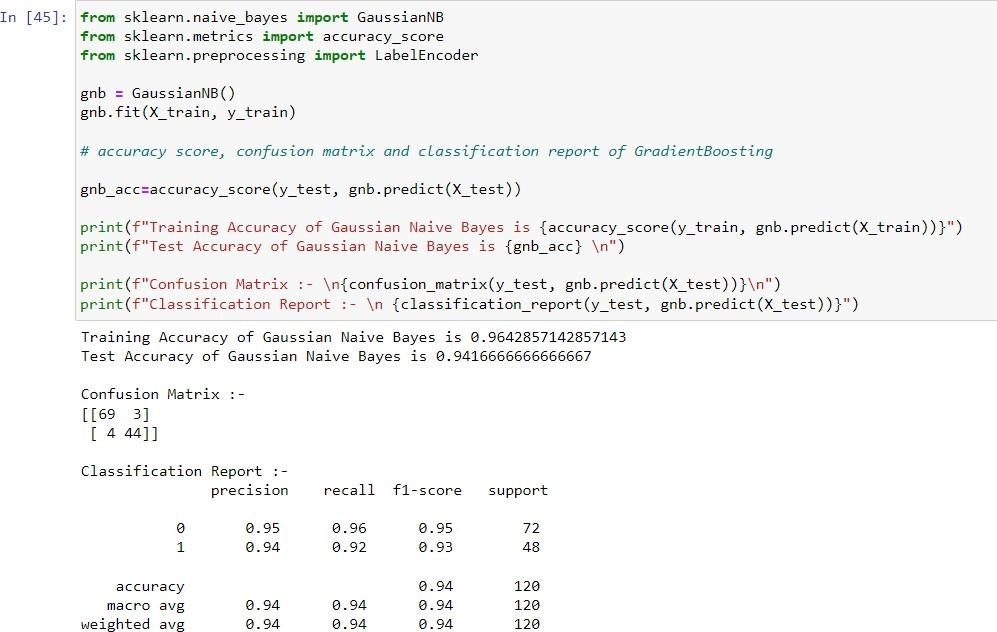 In [45]: from sklearn.naive_bayes import GaussianNB
from sklearn.metrics import accuracy_score
from sklearn.preprocessing import LabelEncoder
gnb = GaussianNB()
gnb.fit(X_train, y_train)
# accuracy score, confusion matrix and classification report of GradientBoosting
gnb_acc=accuracy_score(y_test, gnb.predict(X_test))
print(f"Training Accuracy of Gaussian Naive Bayes is {accuracy_score(y_train, gnb.predict(X_train))}")
print(f"Test Accuracy of Gaussian Naive Bayes is {gnb_acc} \n")
print(f"Confusion Matrix :- \n{confusion_matrix(y_test, gnb.predict(X_test))}\n")
print(f"Classification Report :- \n {classification_report(y_test, gnb.predict(X_test))}")
Training Accuracy of Gaussian Naive Bayes is 0.9642857142857143
Test Accuracy of Gaussian Naive Bayes is 0.9416666666666667
Confusion Matrix :-
[[69  3]
 [ 4 44]]
Classification Report :-
precision recall f1-score support
0 0.95 0.96 0.95 72
1 0.94 0.92 0.93 48
accuracy 0.94 120
macro avg 0.94 0.94 0.94 120
weighted avg 0.94 0.94 0.94 120